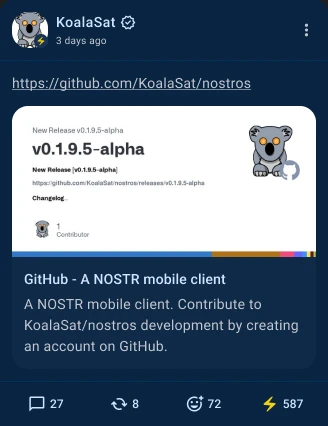 KoalaSat
3 days ago
https://github.com/KoalaSat/nostros
New Release v0.1.9.5-alpha
v0.1.9.5-alpha
New Release [v0.1.9.5-alpha]
https://github.com/KoalaSat/nostros/releases/v0.1.9.5-alpha
Changelog...
1
Contributor
GitHub - A NOSTR mobile client
A NOSTR mobile client. Contribute to
KoalaSat/nostros development by creating
an account on GitHub.
27 8 72 587